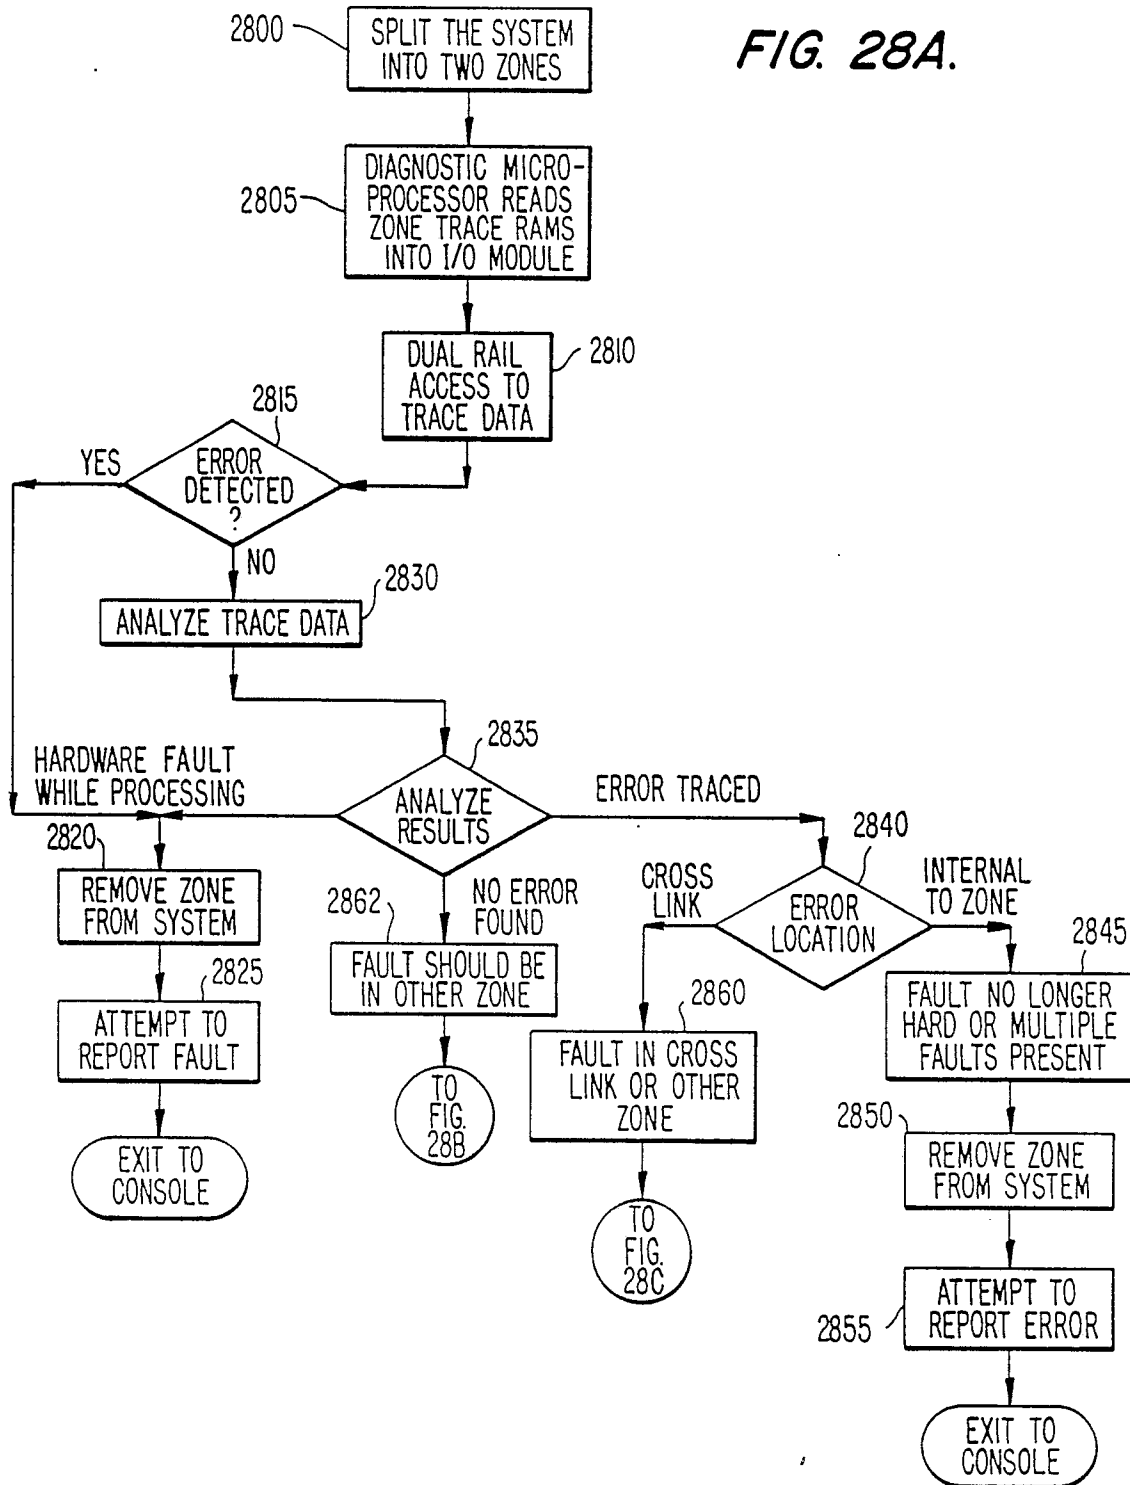 FIG. 28A.
2800
SPLIT THE SYSTEM
INTO TWO ZONES
2805
DIAGNOSTIC MICRO-
PROCESSOR READS
ZONE TRACE RAMS
INTO I/O MODULE
2810
DUAL RAIL
ACCESS TO
TRACE DATA
2815
YES
ERROR
DETECTED
?
NO
2830
ANALYZE TRACE DATA
2835
HARDWARE FAULT
WHILE PROCESSING
ANALYZE
RESULTS
ERROR TRACED
2820
REMOVE ZONE
FROM SYSTEM
2825
ATTEMPT TO
REPORT FAULT
EXIT TO
CONSOLE
NO ERROR
FOUND
2862
FAULT SHOULD BE
IN OTHER ZONE
TO
FIG.
28B
2840
CROSS
LINK
ERROR
LOCATION
INTERNAL
TO ZONE
2860
FAULT IN CROSS
LINK OR OTHER
ZONE
TO
FIG.
28C
2845
FAULT NO LONGER
HARD OR MULTIPLE
FAULTS PRESENT
2850
REMOVE ZONE
FROM SYSTEM
2855
ATTEMPT TO
REPORT ERROR
EXIT TO
CONSOLE